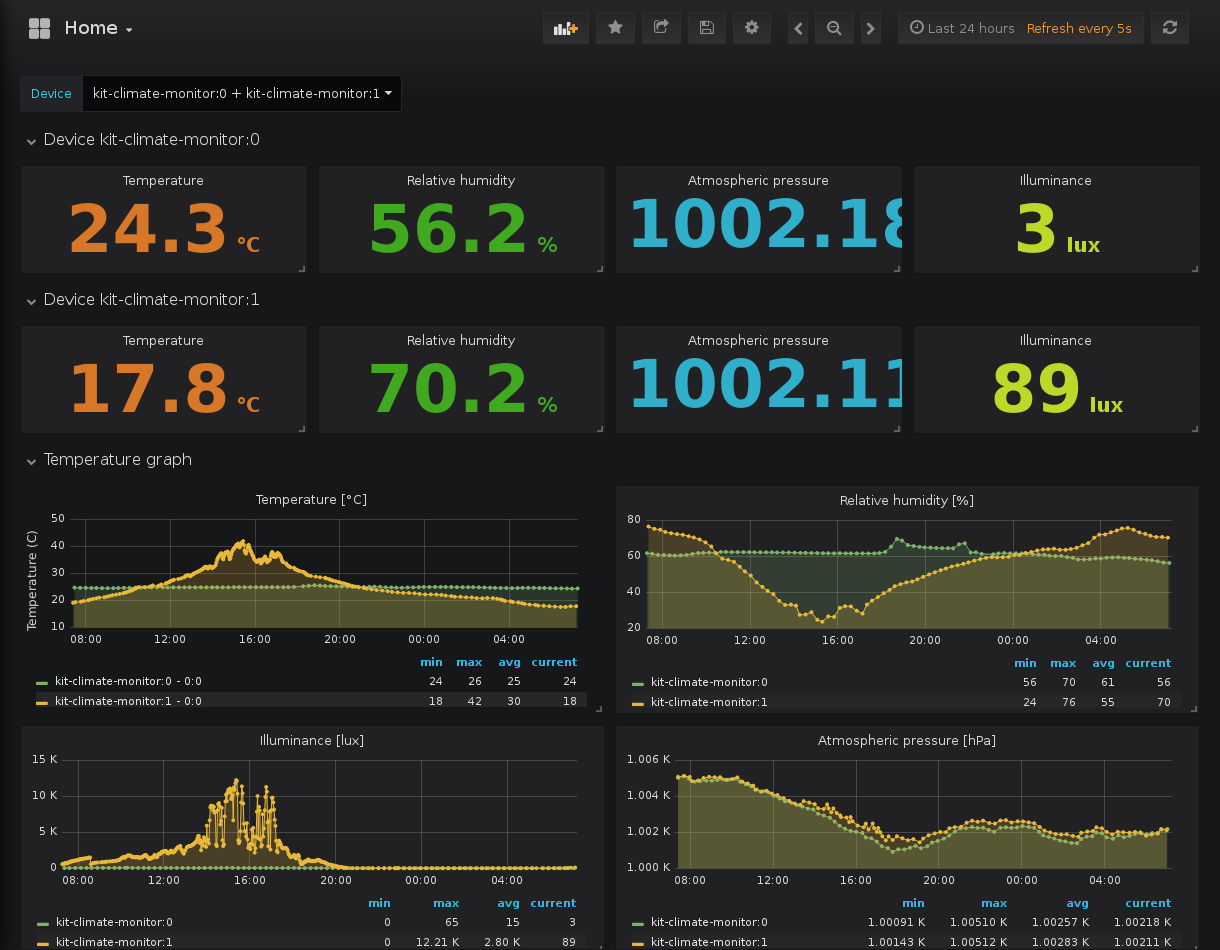 Home
Last 24 hours Refresh every 5s
Device kit-climate-monitor:0 + kit-climate-monitor:1
Device kit-climate-monitor:0
Temperature Relative humidity Atmospheric pressure Illuminance
24.3 °C 56.2 % 1002.18 3 lux
Device kit-climate-monitor:1
Temperature Relative humidity Atmospheric pressure Illuminance
17.8 °C 70.2 % 1002.11 89 lux
Temperature graph
Temperature [°C]
Temperature (C)
50
40
30
20
10
08:00 12:00 16:00 20:00 00:00 04:00
min max avg current
kit-climate-monitor:0 - 0:0 24 26 25 24
kit-climate-monitor:1 - 0:0 18 42 30 18
Relative humidity [%]
80
60
40
20
08:00 12:00 16:00 20:00 00:00 04:00
min max avg current
kit-climate-monitor:0 56 70 61 56
kit-climate-monitor:1 24 76 55 70
Illuminance [lux]
15 K
10 K
5 K
0
08:00 12:00 16:00 20:00 00:00 04:00
min max avg current
kit-climate-monitor:0 0 65 15 3
kit-climate-monitor:1 0 12.21 K 2.80 K 89
Atmospheric pressure [hPa]
1.006 K
1.004 K
1.002 K
1.000 K
08:00 12:00 16:00 20:00 00:00 04:00
min max avg current
kit-climate-monitor:0 1.00091 K 1.00510 K 1.00257 K 1.00218 K
kit-climate-monitor:1 1.00143 K 1.00512 K 1.00283 K 1.00211 K